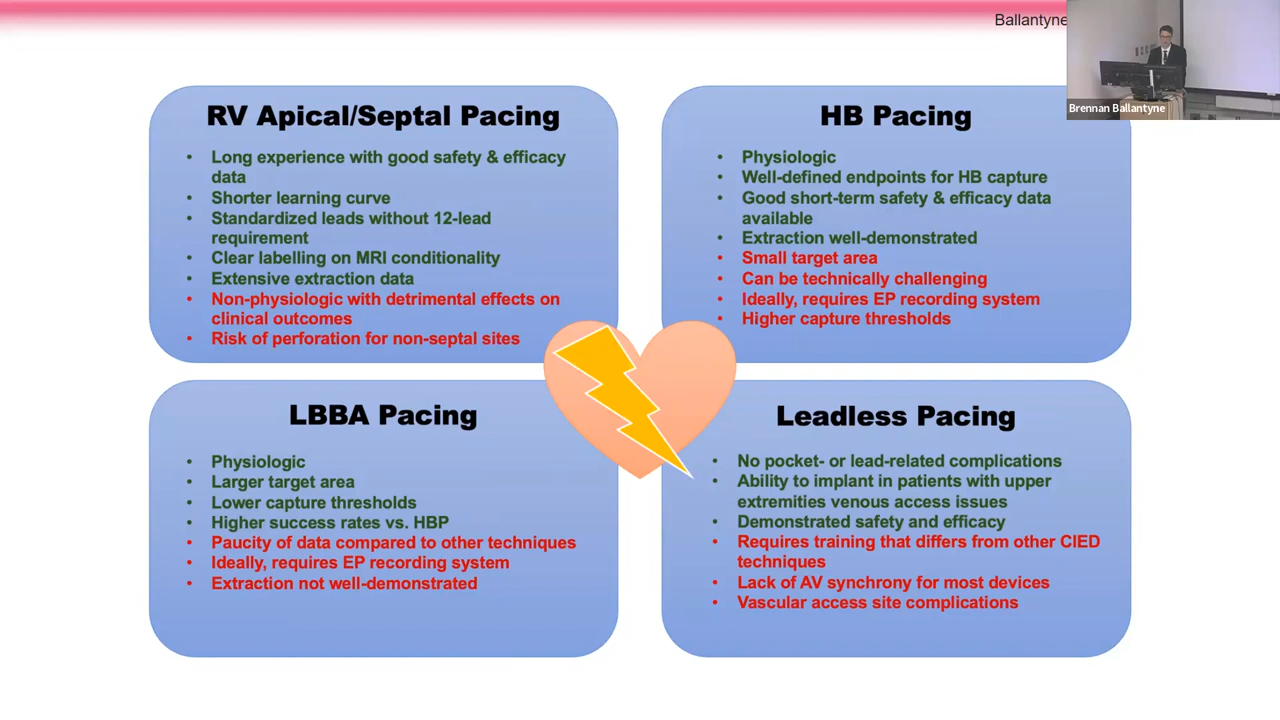 Ballantyne
Brennan Ballantyne
RV Apical/Septal Pacing
• Long experience with good safety & efficacy
data
• Shorter learning curve
• Standardized leads without 12-lead
requirement
• Clear labelling on MRI conditionality
• Extensive extraction data
• Non-physiologic with detrimental effects on
clinical outcomes
• Risk of perforation for non-septal sites
HB Pacing
• Physiologic
• Well-defined endpoints for HB capture
• Good short-term safety & efficacy data
available
• Extraction well-demonstrated
• Small target area
• Can be technically challenging
• Ideally, requires EP recording system
• Higher capture thresholds
LBBA Pacing
• Physiologic
• Larger target area
• Lower capture thresholds
• Higher success rates vs. HBP
• Paucity of data compared to other techniques
• Ideally, requires EP recording system
• Extraction not well-demonstrated
Leadless Pacing
• No pocket- or lead-related complications
• Ability to implant in patients with upper
extremities venous access issues
• Demonstrated safety and efficacy
• Requires training that differs from other CIED
techniques
• Lack of AV synchrony for most devices
• Vascular access site complications